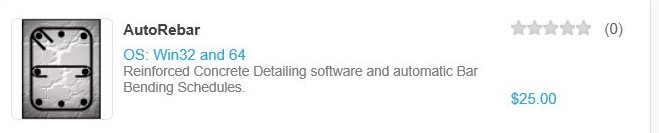 AutoRebar
(0)
OS: Win32 and 64
Reinforced Concrete Detailing software and automatic Bar
Bending Schedules.
$25.00